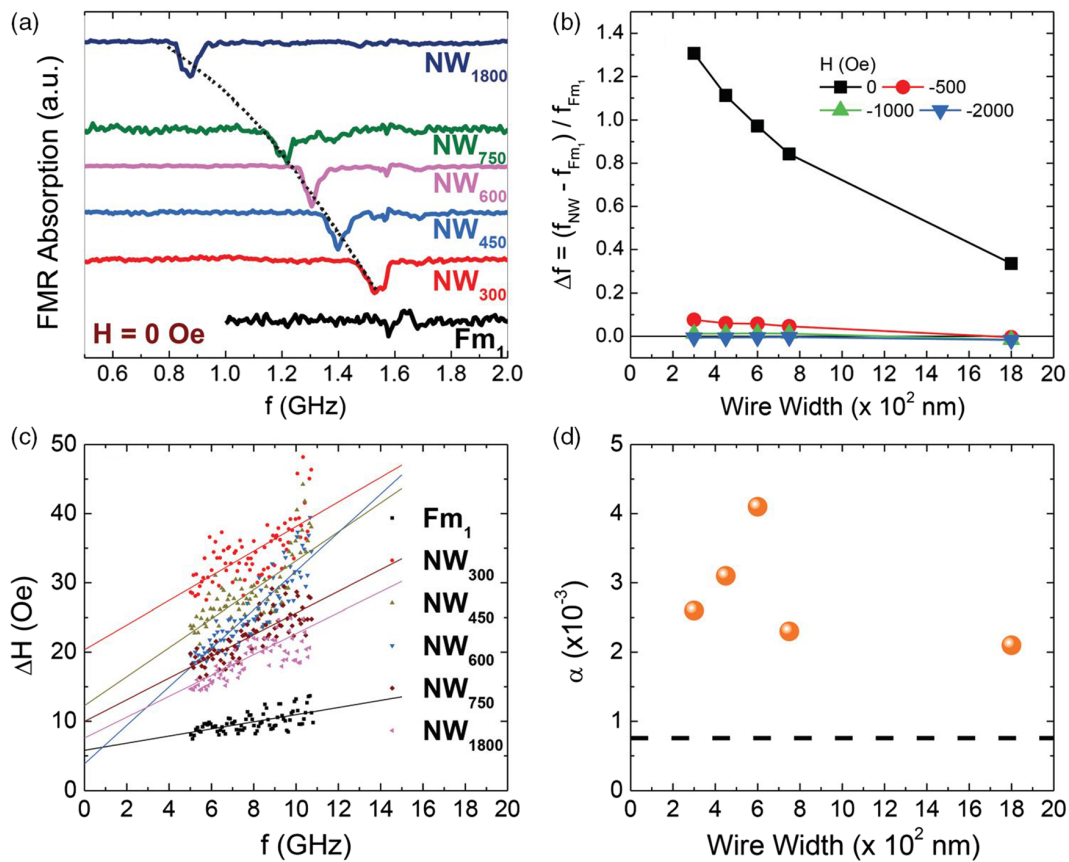 (a)
FMR Absorption (a.u.)
NW1800
NW750
NW600
NW450
NW300
H = 0 Oe
Fm1
0.6 0.8 1.0 1.2 1.4 1.6 1.8 2.0
f (GHz)
(b)
Δf = (fNW - fFm1) / fFm1
1.4
1.2
1.0
0.8
0.6
0.4
0.2
0.0
H (Oe)
0 -500
-1000 -2000
0 2 4 6 8 10 12 14 16 18 20
Wire Width (x 10² nm)
(c)
ΔH (Oe)
50
40
30
20
10
0
Fm1
NW300
NW450
NW600
NW750
NW1800
0 2 4 6 8 10 12 14 16 18 20
f (GHz)
(d)
α (x10⁻³)
5
4
3
2
1
0
0 2 4 6 8 10 12 14 16 18 20
Wire Width (x 10² nm)